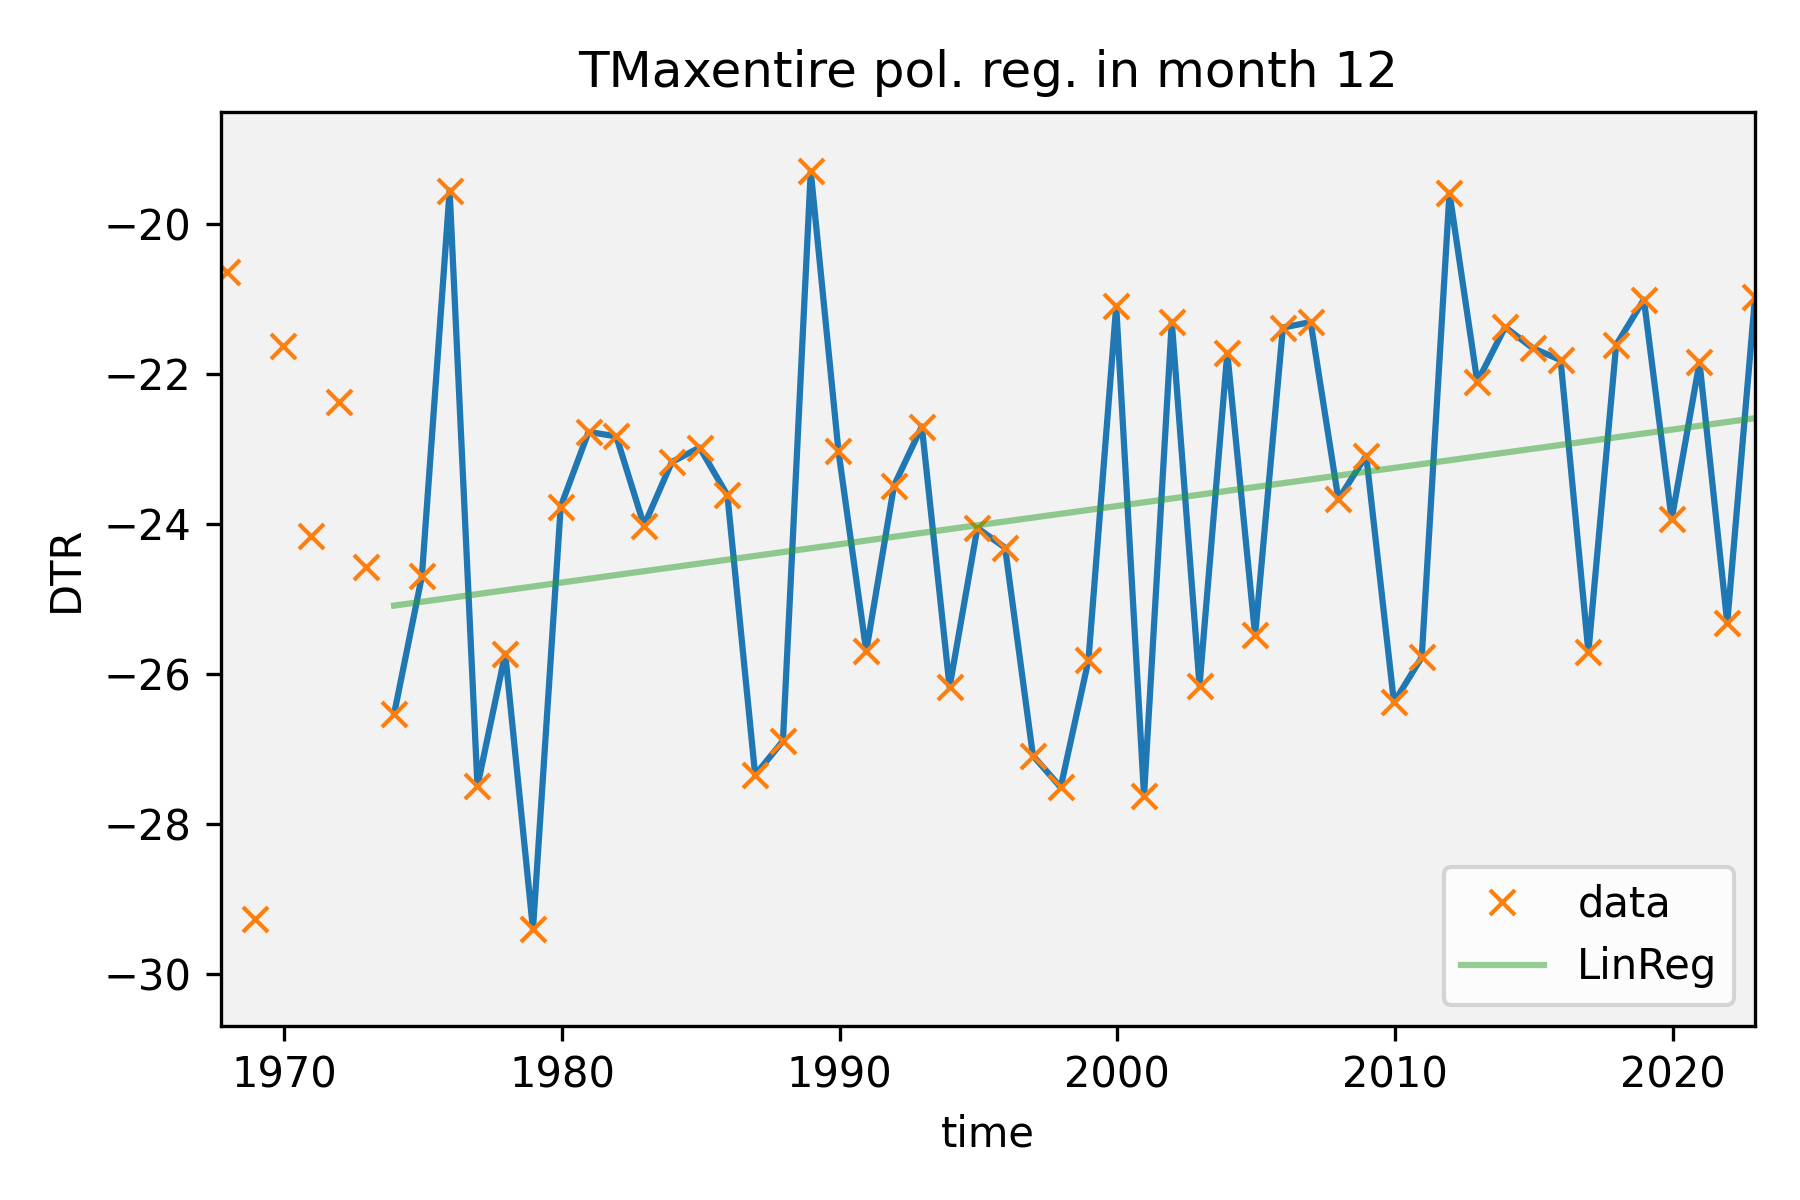 TMaxentire pol. reg. in month 12
DTR
−20
−22
−24
−26
−28
−30
data
LinReg
1970 1980 1990 2000 2010 2020
time